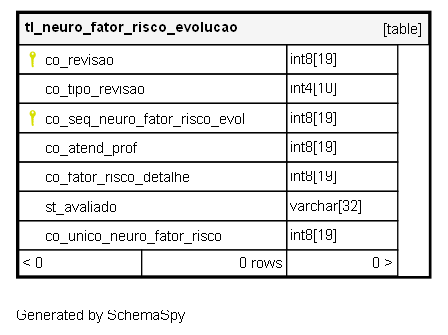 tl_neuro_fator_risco_evolucao [table]
co_revisao int8[19]
co_tipo_revisao int4[10]
co_seq_neuro_fator_risco_evol int8[19]
co_atend_prof int8[19]
co_fator_risco_detalhe int8[19]
st_avaliado varchar[32]
co_unico_neuro_fator_risco int8[19]
< 0 0 rows 0 >
Generated by SchemaSpy